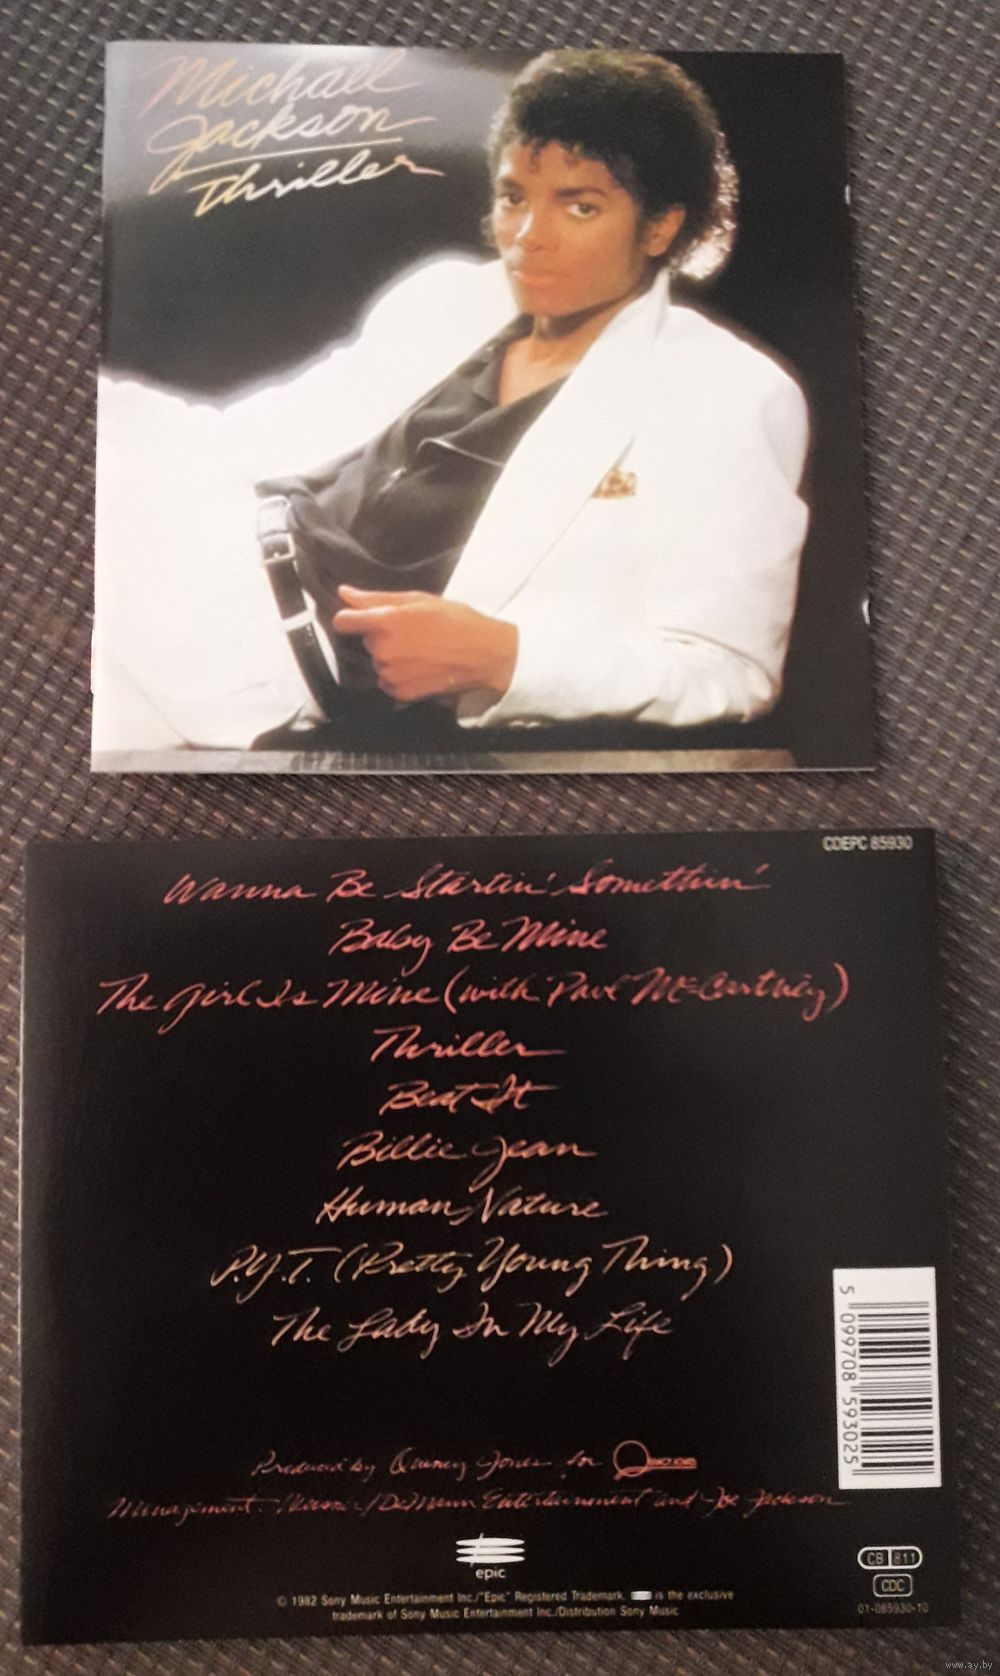 Michael
Jackson
Thriller
CDEPC 85930
Wanna Be Startin' Somethin'
Baby Be Mine
The Girl Is Mine (with Paul McCartney)
Thriller
Beat It
Billie Jean
Human Nature
P.Y.T. (Pretty Young Thing)
The Lady In My Life
5 099708 593025
Produced by Quincy Jones for
Management: Weisner/DeMann Entertainment and Joe Jackson
epic
CB 811
CDC
01-085930-10
© 1982 Sony Music Entertainment Inc./"Epic" Registered Trademark, is the exclusive
trademark of Sony Music Entertainment Inc./Distribution Sony Music
www.ay.by